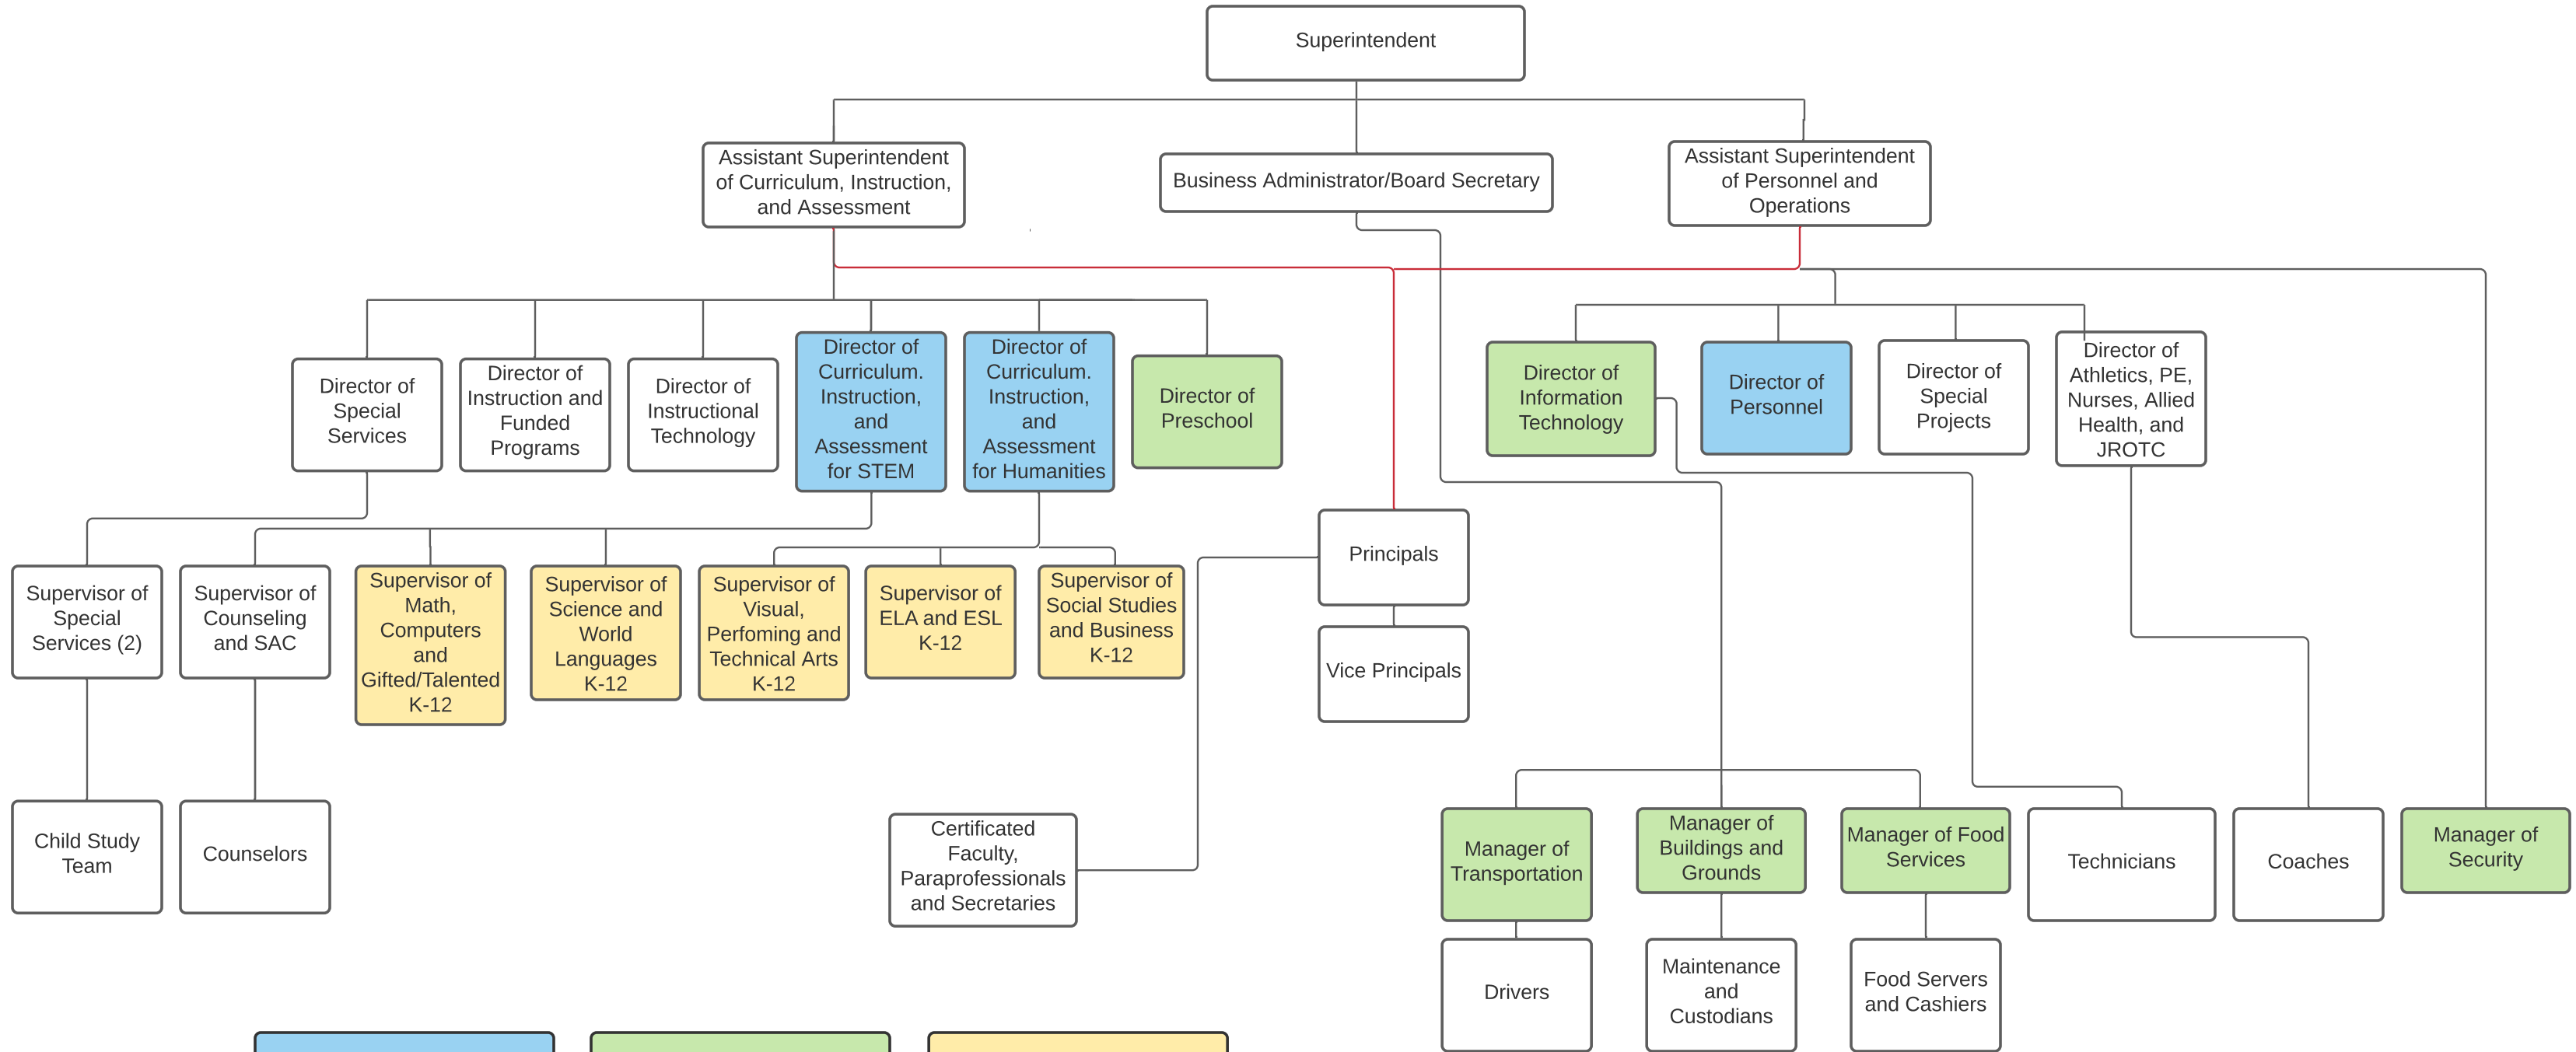 Superintendent
Assistant Superintendent
of Curriculum, Instruction,
and Assessment
Business Administrator/Board Secretary
Assistant Superintendent
of Personnel and
Operations
Director of
Special
Services
Director of
Instruction and
Funded
Programs
Director of
Instructional
Technology
Director of
Curriculum.
Instruction,
and
Assessment
for STEM
Director of
Curriculum.
Instruction,
and
Assessment
for Humanities
Director of
Preschool
Director of
Information
Technology
Director of
Personnel
Director of
Special
Projects
Director of
Athletics, PE,
Nurses, Allied
Health, and
JROTC
Principals
Vice Principals
Supervisor of
Special
Services (2)
Supervisor of
Counseling
and SAC
Supervisor of
Math,
Computers
and
Gifted/Talented
K-12
Supervisor of
Science and
World
Languages
K-12
Supervisor of
Visual,
Perfoming and
Technical Arts
K-12
Supervisor of
ELA and ESL
K-12
Supervisor of
Social Studies
and Business
K-12
Child Study
Team
Counselors
Certificated
Faculty,
Paraprofessionals
and Secretaries
Manager of
Transportation
Manager of
Buildings and
Grounds
Manager of Food
Services
Technicians
Coaches
Manager of
Security
Drivers
Maintenance
and
Custodians
Food Servers
and Cashiers